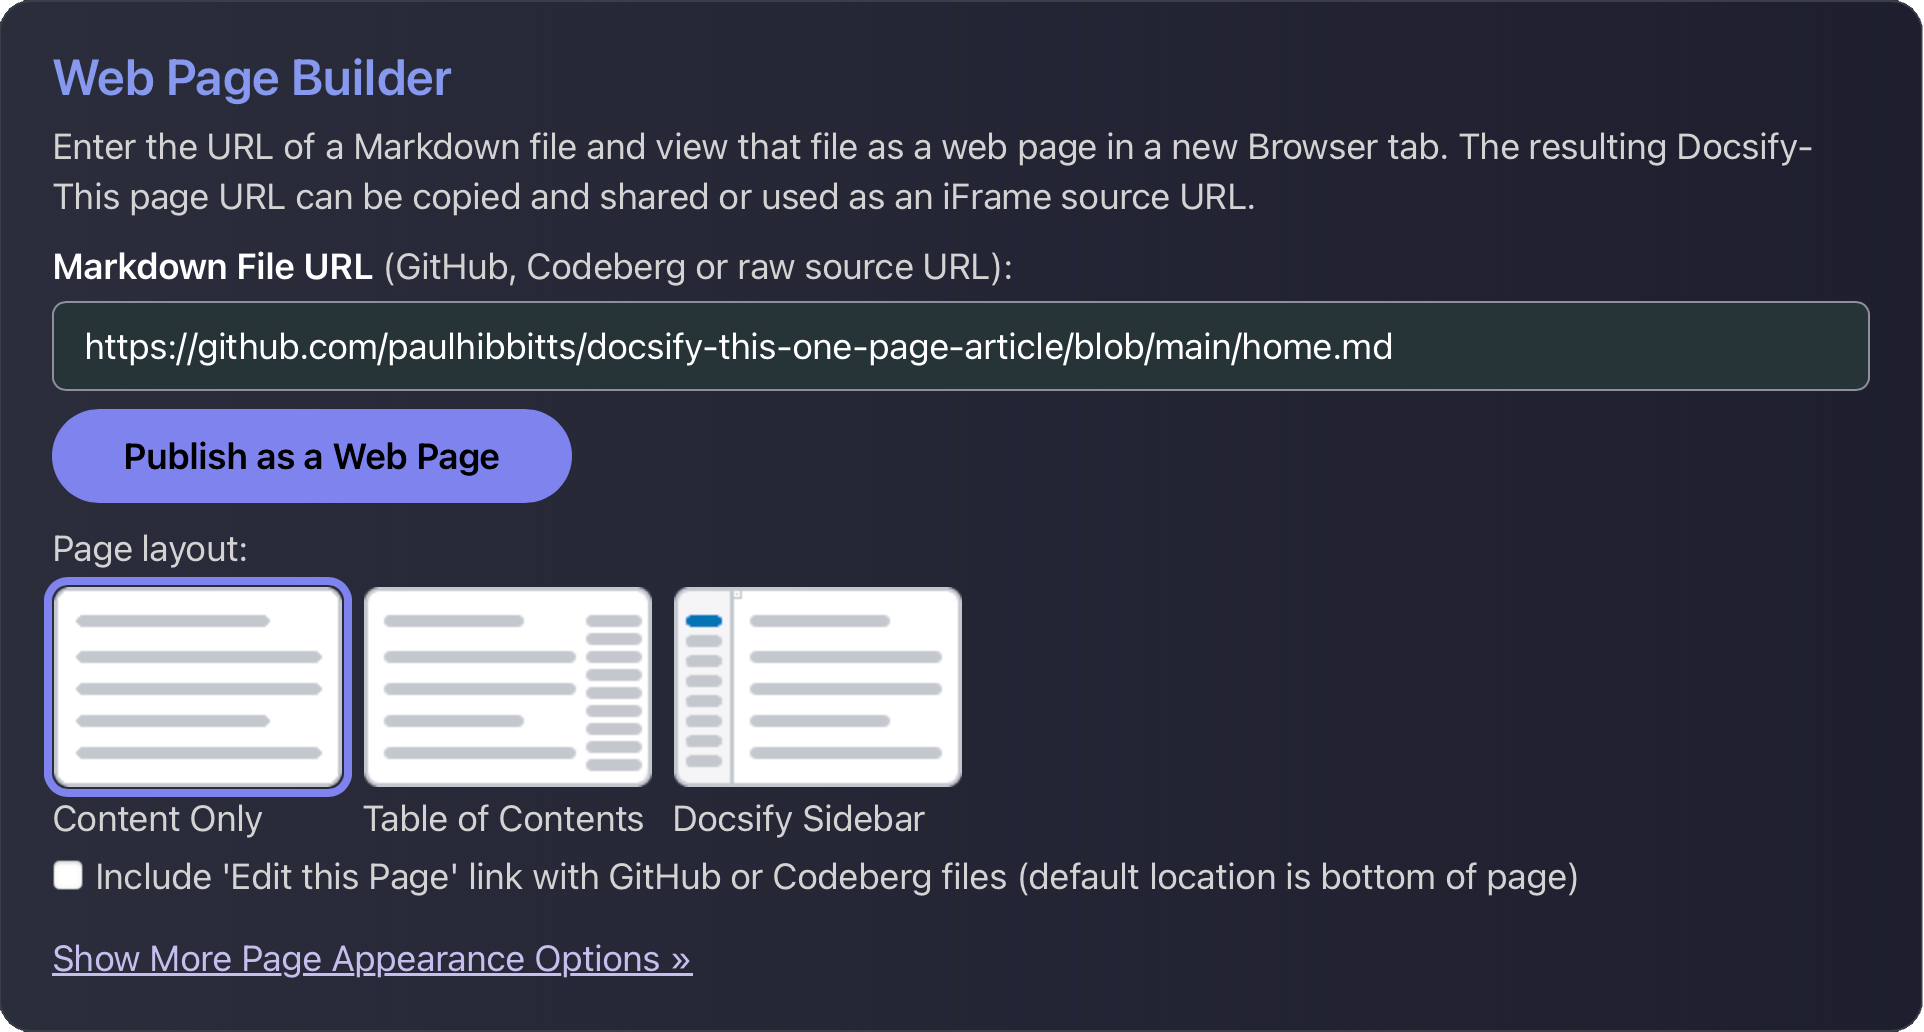 Web Page Builder
Enter the URL of a Markdown file and view that file as a web page in a new Browser tab. The resulting Docsify-
This page URL can be copied and shared or used as an iFrame source URL.
Markdown File URL (GitHub, Codeberg or raw source URL):
https://github.com/paulhibbitts/docsify-this-one-page-article/blob/main/home.md
Publish as a Web Page
Page layout:
Content Only Table of Contents Docsify Sidebar
Include 'Edit this Page' link with GitHub or Codeberg files (default location is bottom of page)
Show More Page Appearance Options »